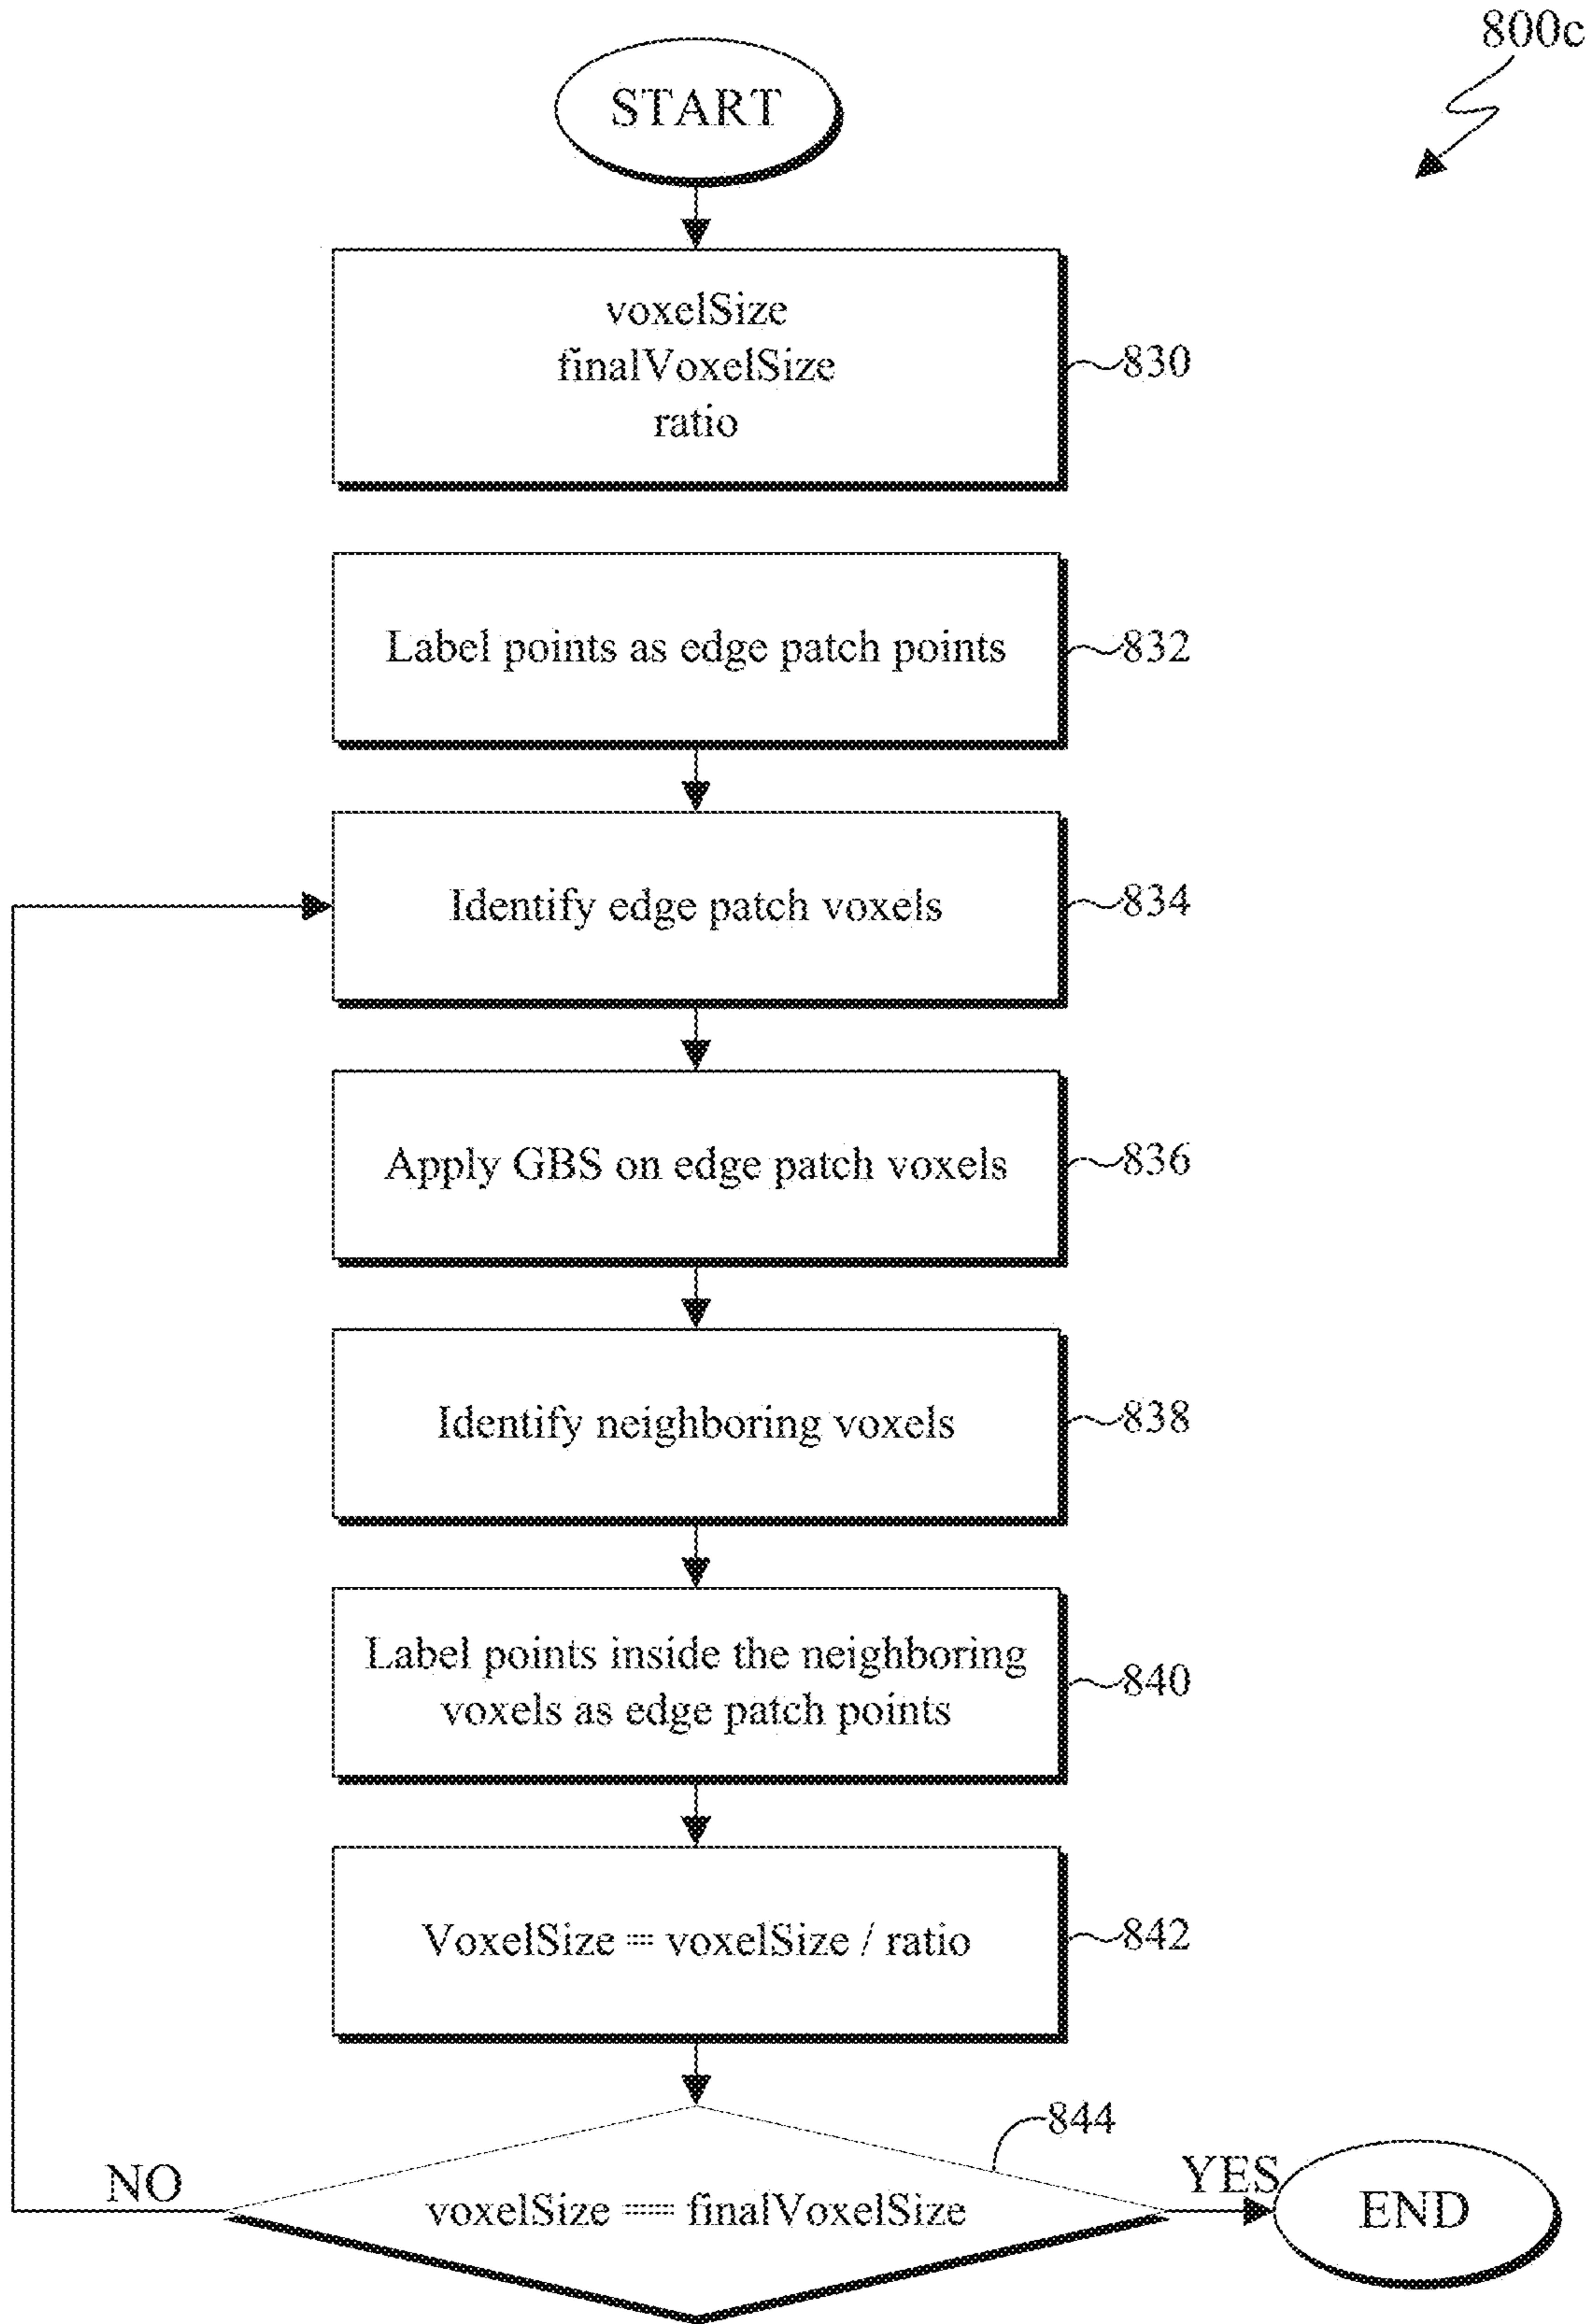 800c
START
voxelSize
finalVoxelSize
ratio
830
Label points as edge patch points
832
Identify edge patch voxels
834
Apply GBS on edge patch voxels
836
Identify neighboring voxels
838
Label points inside the neighboring
voxels as edge patch points
840
VoxelSize = voxelSize / ratio
842
844
NO
voxelSize == finalVoxelSize
YES
END